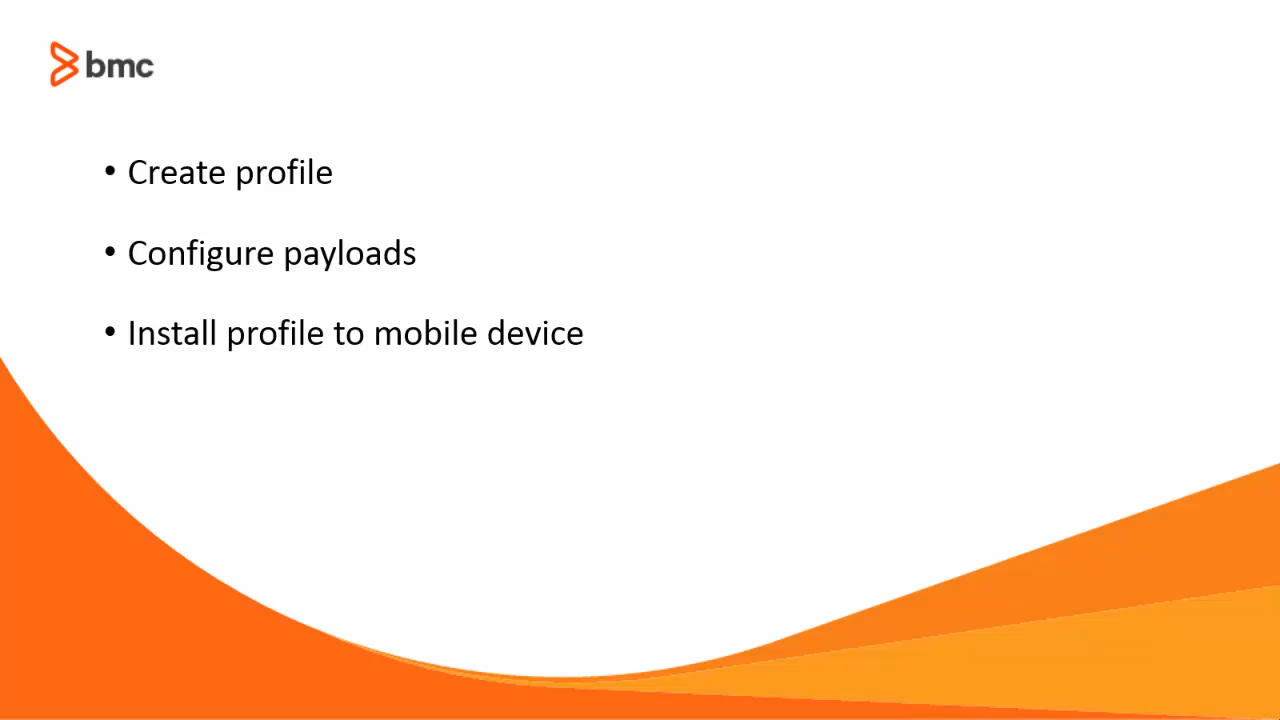 bmc
• Create profile
• Configure payloads
• Install profile to mobile device